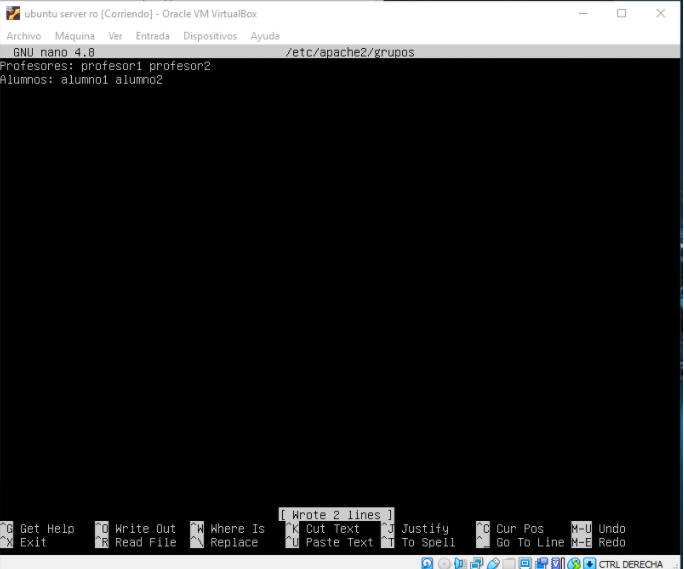 ubuntu server ro [Corriendo] - Oracle VM VirtualBox
Archivo Máquina Ver Entrada Dispositivos Ayuda
GNU nano 4.8 /etc/apache2/grupos
Profesores: profesor1 profesor2
Alumnos: alumno1 alumno2
[ Wrote 2 lines ]
^G Get Help ^O Write Out ^W Where Is ^K Cut Text ^J Justify ^C Cur Pos M-U Undo
^X Exit ^R Read File ^\ Replace ^U Paste Text ^T To Spell ^_ Go To Line M-E Redo
CTRL DERECHA